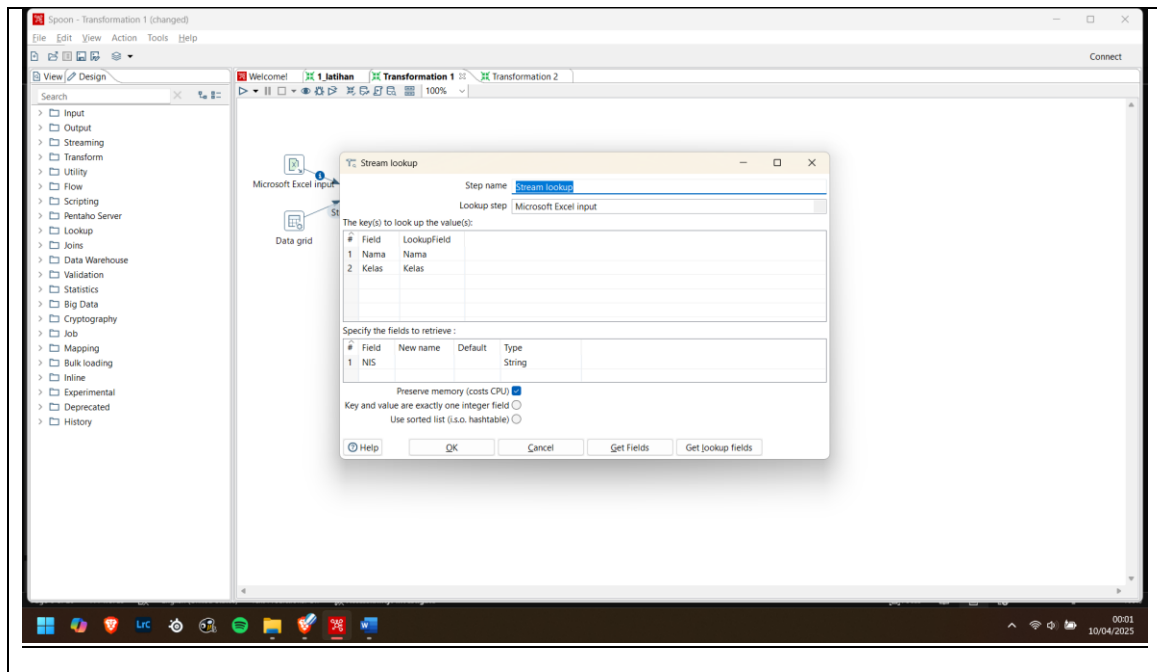 Spoon - Transformation 1 (changed)
File Edit View Action Tools Help
Connect
View Design
Welcome! 1_latihan Transformation 1 Transformation 2
Search
100%
Input
Output
Streaming
Transform
Utility
Flow
Scripting
Pentaho Server
Lookup
Joins
Data Warehouse
Validation
Statistics
Big Data
Cryptography
Job
Mapping
Bulk loading
Inline
Experimental
Deprecated
History
Microsoft Excel input
St
Data grid
Stream lookup
Step name Stream lookup
Lookup step Microsoft Excel input
The key(s) to look up the value(s):
# Field LookupField
1 Nama Nama
2 Kelas Kelas
Specify the fields to retrieve :
# Field New name Default Type
1 NIS String
Preserve memory (costs CPU)
Key and value are exactly one integer field
Use sorted list (i.s.o. hashtable)
Help OK Cancel Get Fields Get lookup fields
LrC
00:01
10/04/2025